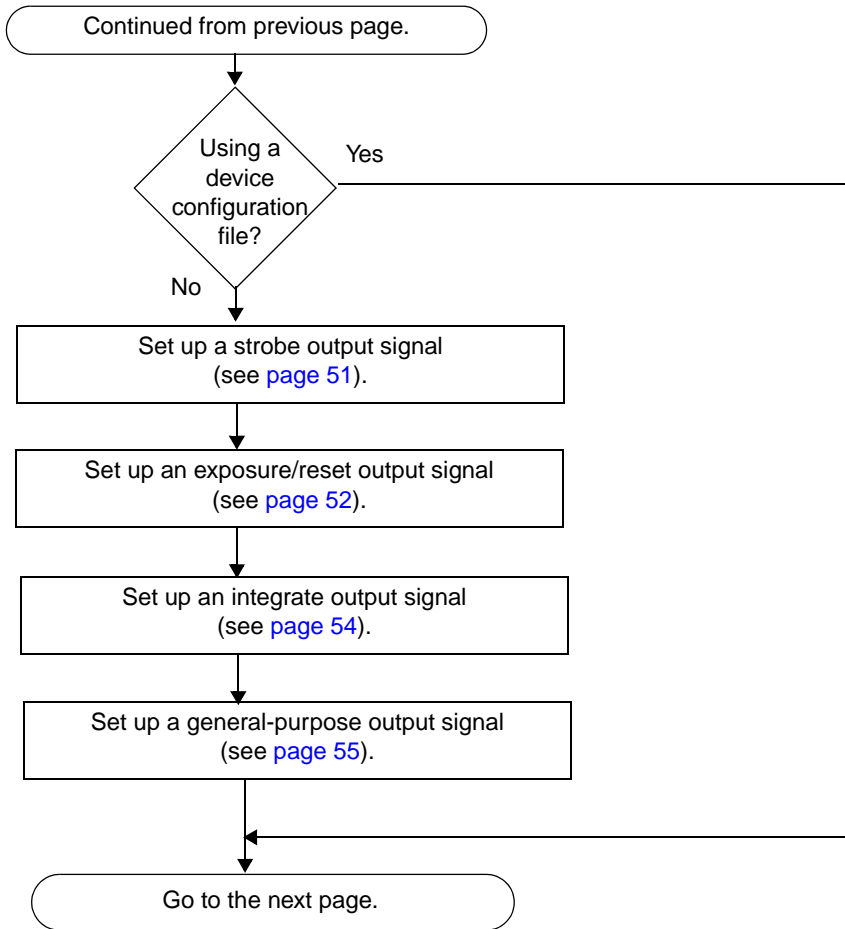 Continued from previous page.
Using a
device
configuration
file?
Yes
No
Set up a strobe output signal
(see page 51).
Set up an exposure/reset output signal
(see page 52).
Set up an integrate output signal
(see page 54).
Set up a general-purpose output signal
(see page 55).
Go to the next page.